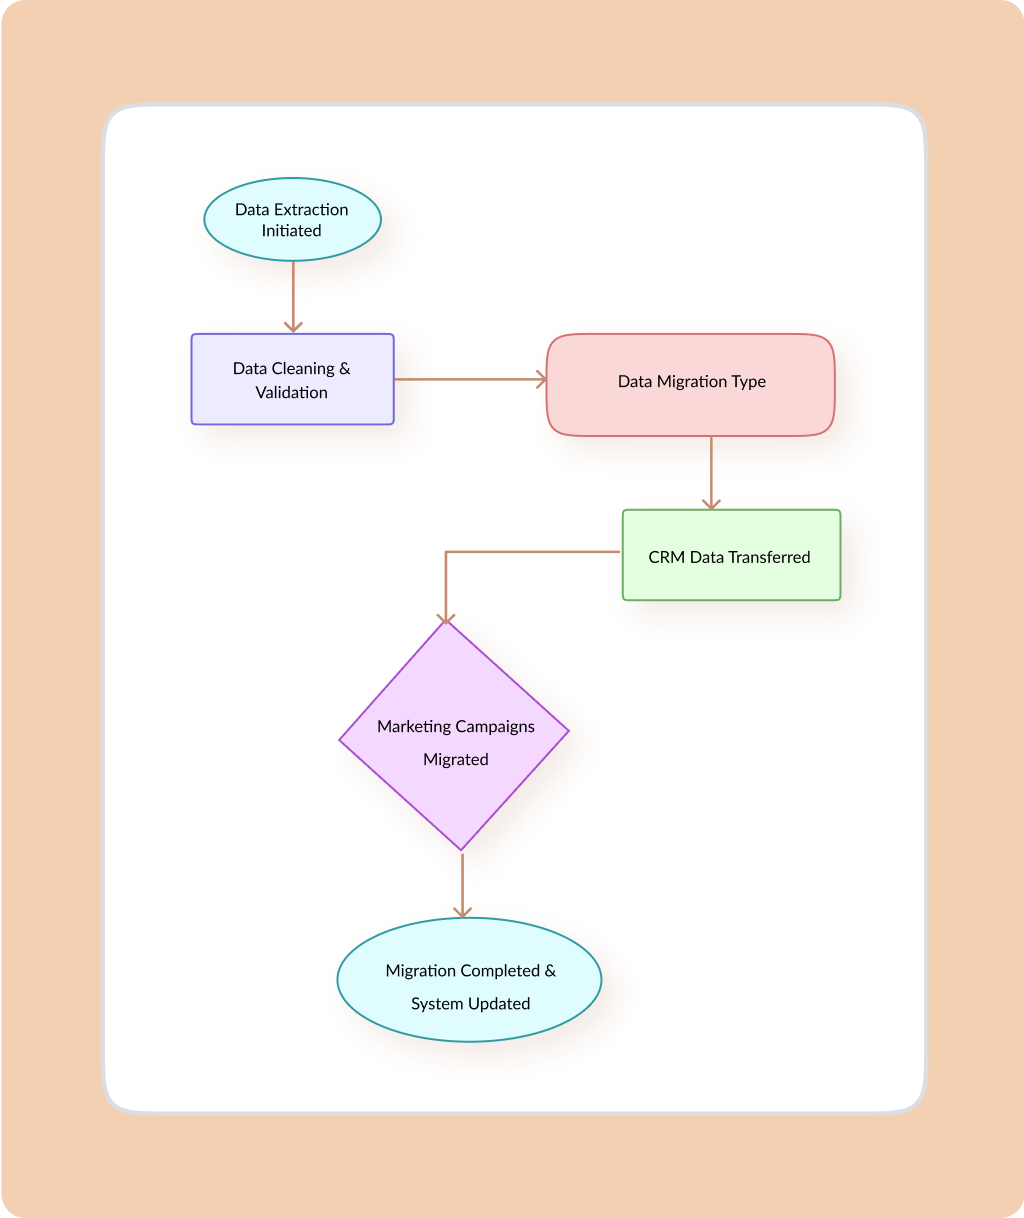 Data Extraction
Initiated
Data Cleaning &
Validation
Data Migration Type
CRM Data Transferred
Marketing Campaigns
Migrated
Migration Completed &
System Updated